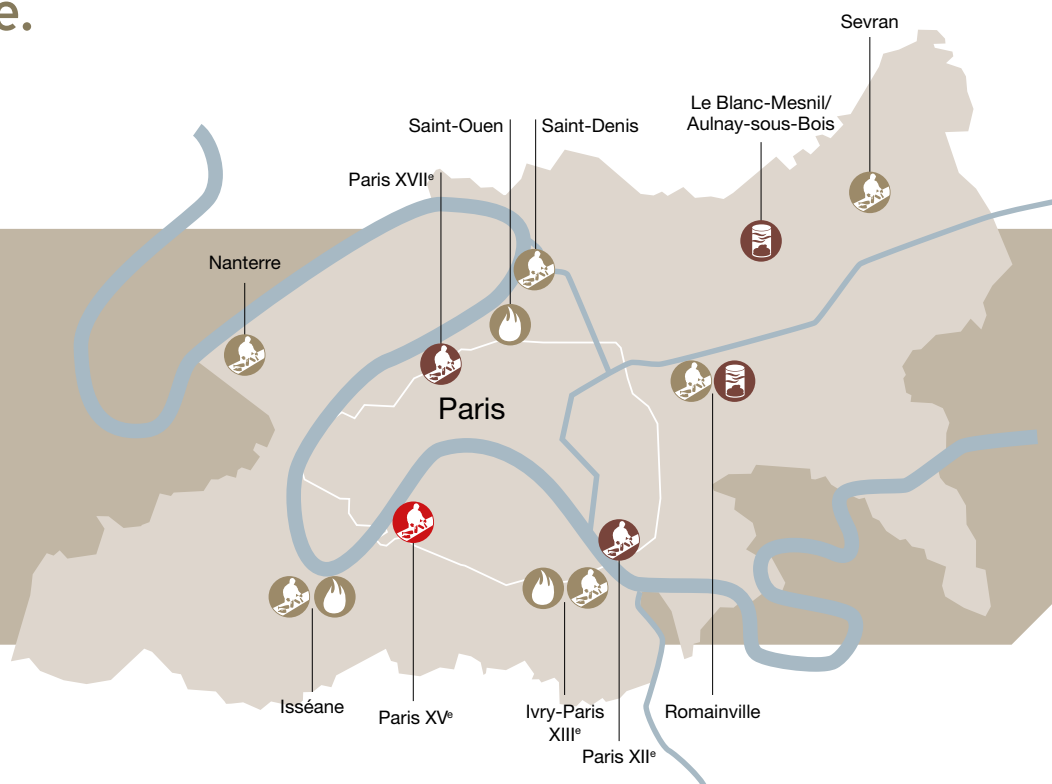 e.
Sevran
Le Blanc-Mesnil/
Aulnay-sous-Bois
Saint-Ouen
Saint-Denis
Paris XVIIᵉ
Nanterre
Paris
Isséane
Paris XVᵉ
Ivry-Paris
XIIIᵉ
Romainville
Paris XIIᵉ